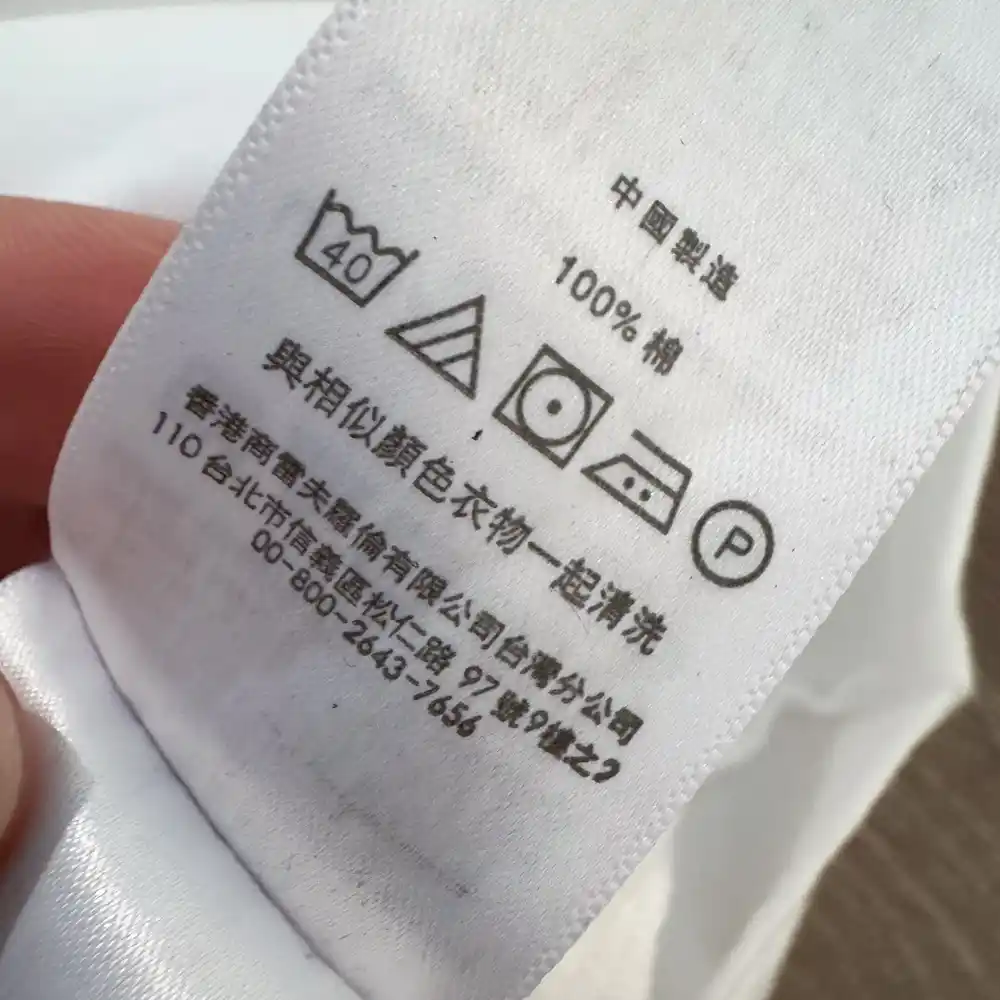 中國製造
100% 棉
40
P
與相似顏色衣物一起清洗
香港商雷夫羅倫有限公司台灣分公司
110 台北市信義區松仁路 97 號9樓之2
00-800-2643-7656